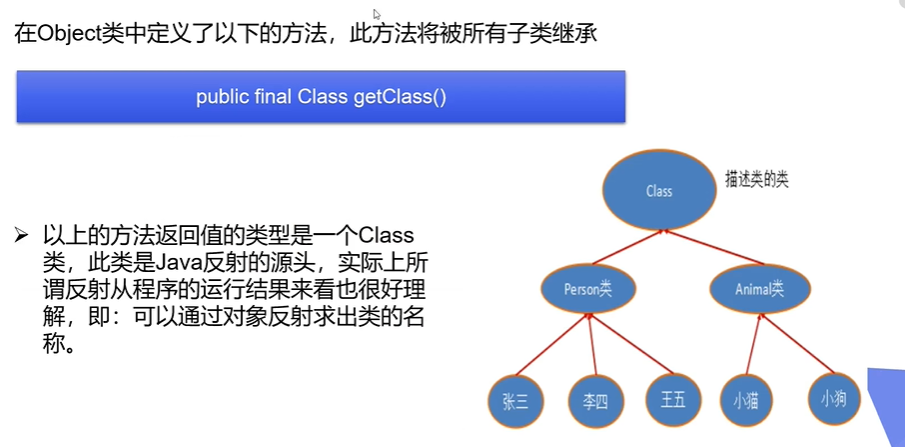 在Object类中定义了以下的方法，此方法将被所有子类继承
public final Class getClass()
➢ 以上的方法返回值的类型是一个Class
类，此类是Java反射的源头，实际上所
谓反射从程序的运行结果来看也很好理
解，即：可以通过对象反射求出类的名
称。
Class
描述类的类
Person类
Animal类
张三
李四
王五
小猫
小狗